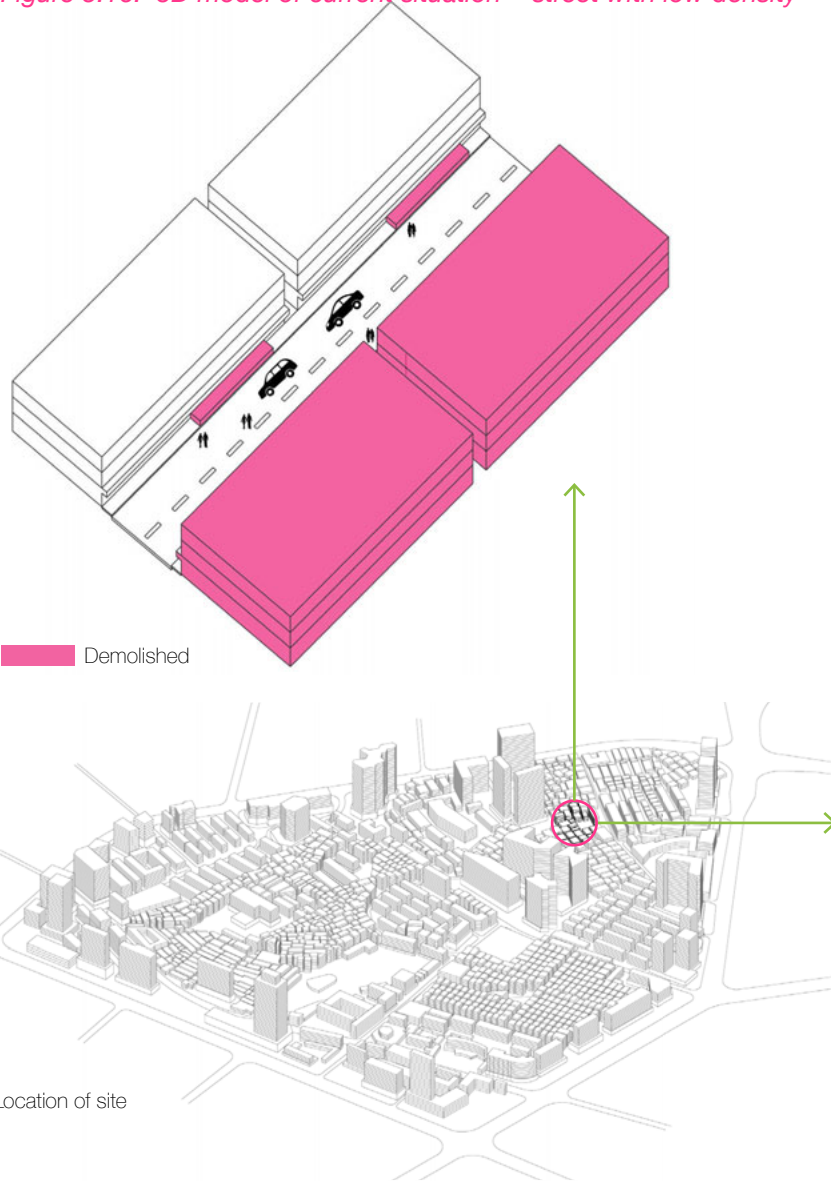 3D model of current situation – street with low density
Demolished
Location of site